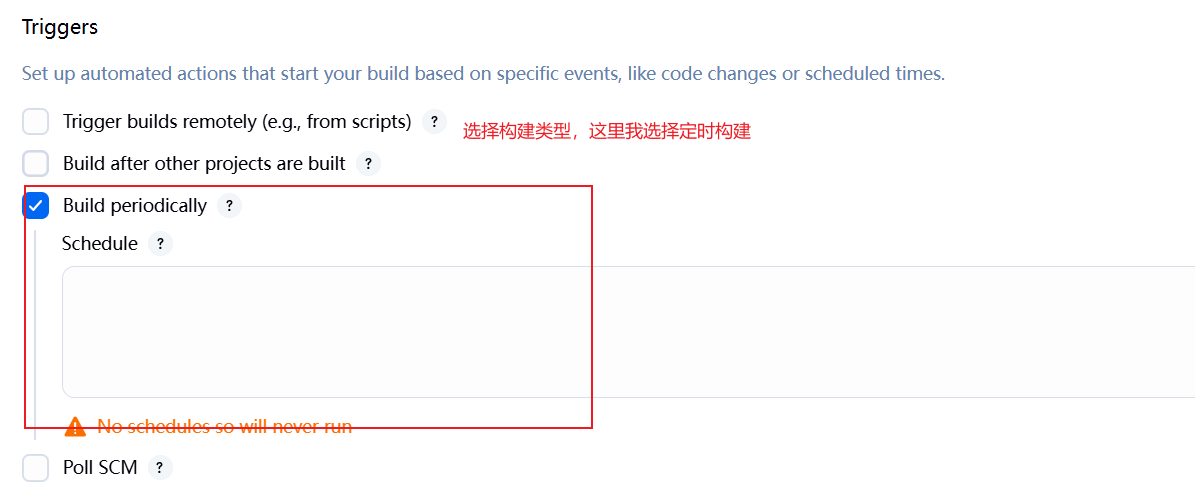 Triggers
Set up automated actions that start your build based on specific events, like code changes or scheduled times.
Trigger builds remotely (e.g., from scripts) ?
选择构建类型，这里我选择定时构建
Build after other projects are built ?
Build periodically ?
Schedule ?
No schedules so will never run
Poll SCM ?